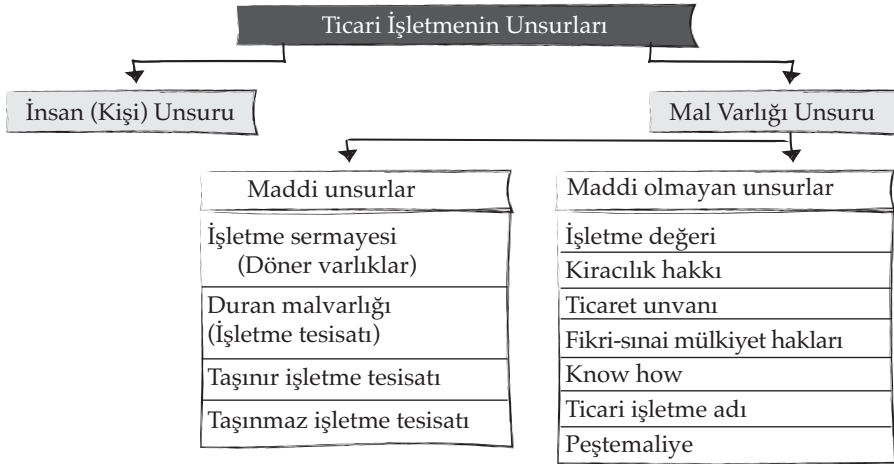 Ticari İşletmenin Unsurları
İnsan (Kişi) Unsuru
Mal Varlığı Unsuru
Maddi unsurlar
İşletme sermayesi
(Döner varlıklar)
Duran malvarlığı
(İşletme tesisatı)
Taşınır işletme tesisatı
Taşınmaz işletme tesisatı
Maddi olmayan unsurlar
İşletme değeri
Kiracılık hakkı
Ticaret unvanı
Fikri-sınai mülkiyet hakları
Know how
Ticari işletme adı
Peştemaliye